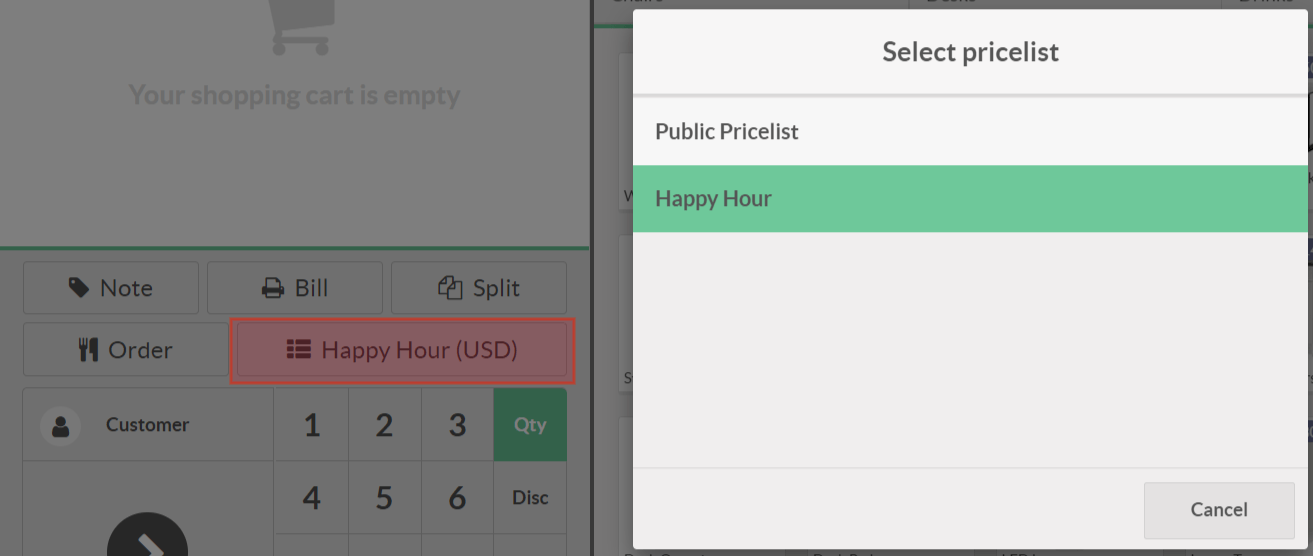 Your shopping cart is empty
Note
Bill
Split
Order
Happy Hour (USD)
Customer
1
2
3
Qty
4
5
6
Disc
Select pricelist
Public Pricelist
Happy Hour
Cancel